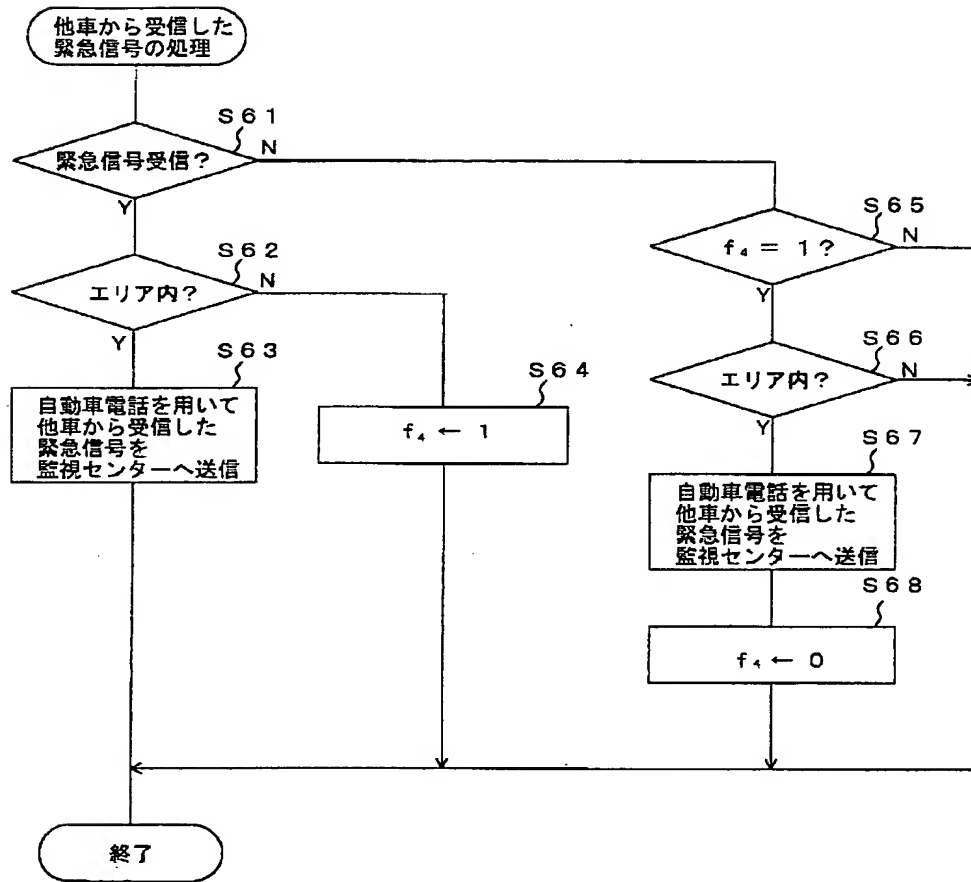 他車から受信した
緊急信号の処理
S61
緊急信号受信?
N
Y
S62
エリア内?
N
Y
S63
自動車電話を用いて
他車から受信した
緊急信号を
監視センターへ送信
S64
f₄ ← 1
S65
f₄ = 1?
N
Y
S66
エリア内?
N
Y
S67
自動車電話を用いて
他車から受信した
緊急信号を
監視センターへ送信
S68
f₄ ← 0
終了